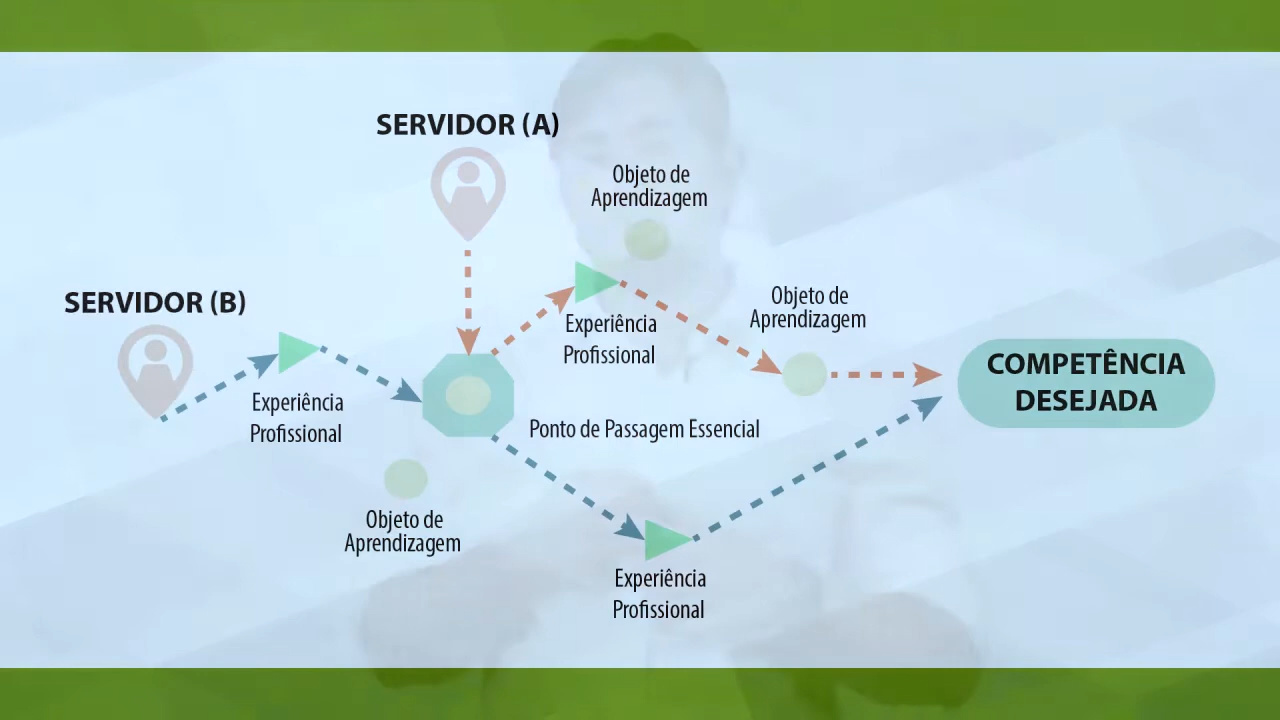 SERVIDOR (A)
Objeto de
Aprendizagem
SERVIDOR (B)
Objeto de
Aprendizagem
Experiência
Profissional
COMPETÊNCIA
DESEJADA
Experiência
Profissional
Ponto de Passagem Essencial
Objeto de
Aprendizagem
Experiência
Profissional